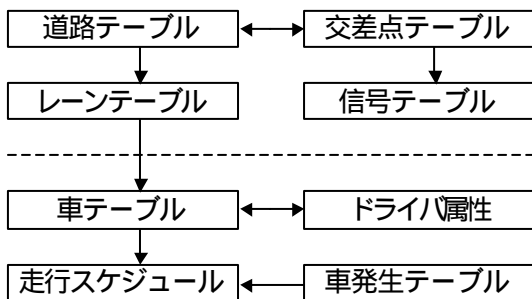 道路テーブル
交差点テーブル
レーンテーブル
信号テーブル
車テーブル
ドライバ属性
走行スケジュール
車発生テーブル